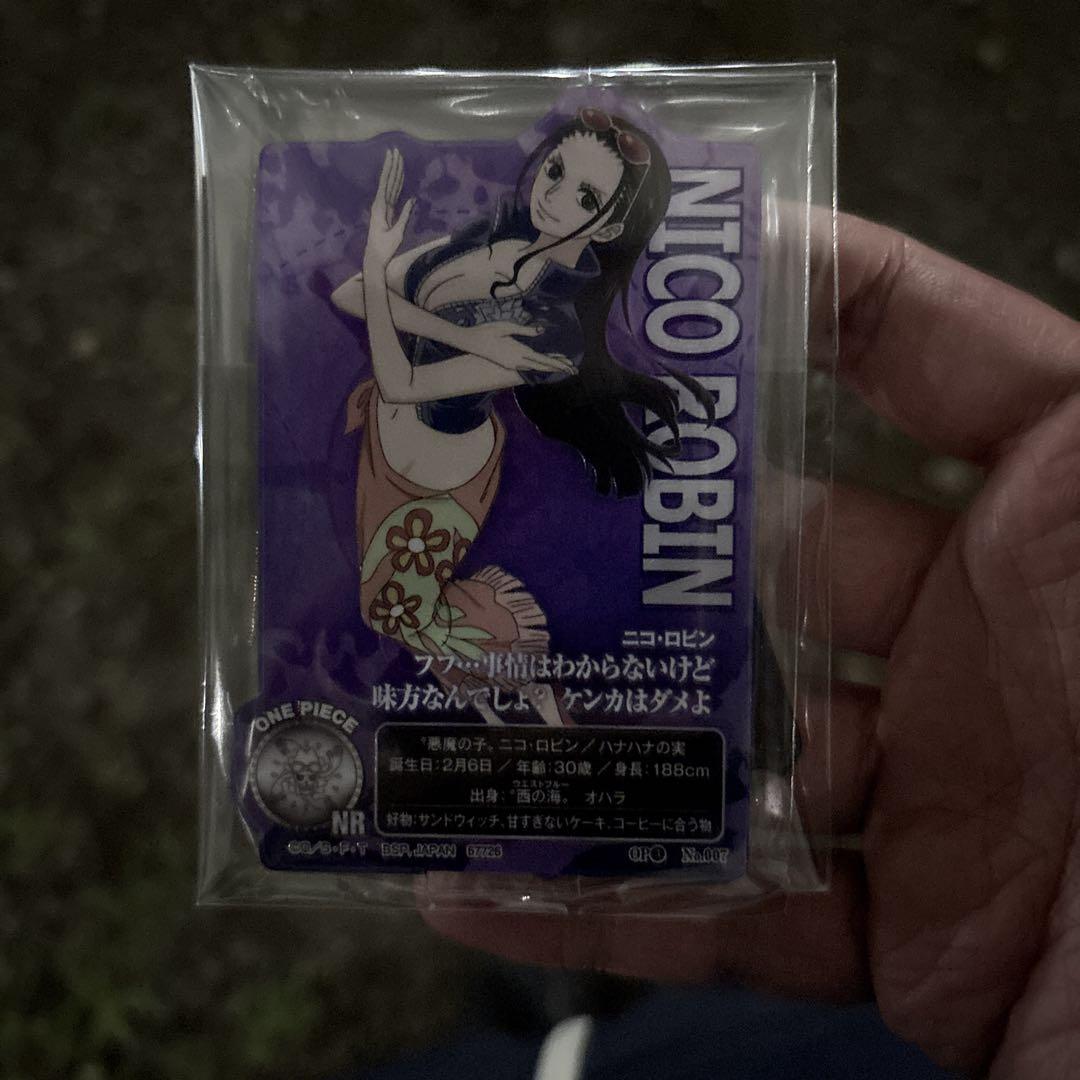 NICO ROBIN
ニコ・ロビン
フフ…事情はわからないけど
味方なんでしょ? ケンカはダメよ
ONE PIECE
NR
“悪魔の子„ ニコ・ロビン／ハナハナの実
誕生日:2月6日 ／ 年齢:30歳 ／ 身長:188cm
ウエストブルー
出身:“西の海„ オハラ
好物:サンドウィッチ、甘すぎないケーキ、コーヒーに合う物
©O/S・F・T BSP, JAPAN 67726
OP① No.007